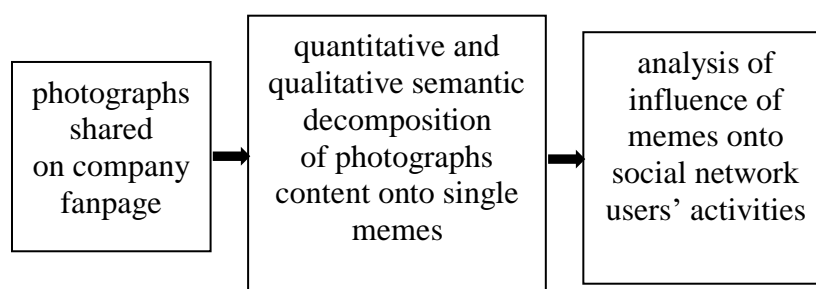 photographs
shared
on company
fanpage
quantitative and
qualitative semantic
decomposition
of photographs
content onto single
memes
analysis of
influence of
memes onto
social network
users’ activities